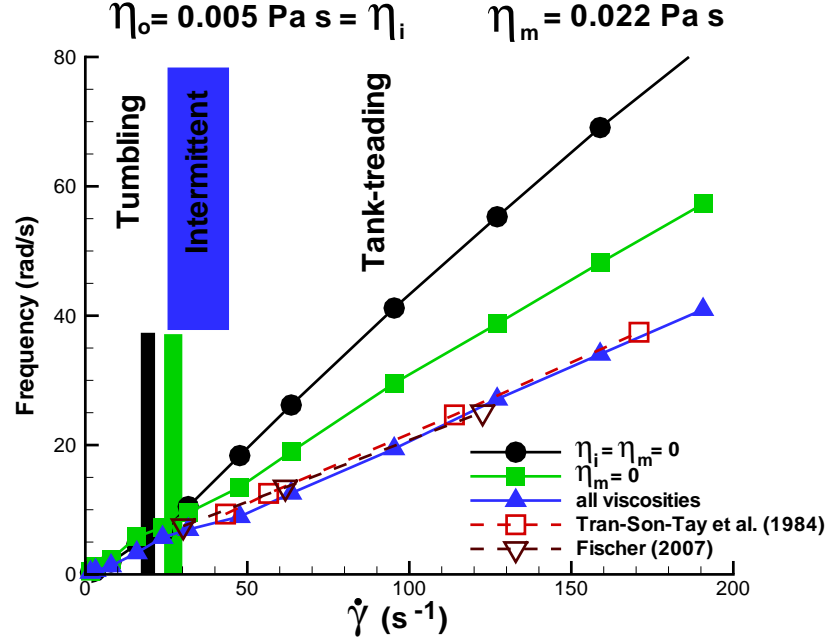 η_o = 0.005 Pa s = η_i    η_m = 0.022 Pa s
80
60
40
20
0
Frequency (rad/s)
Tumbling
Intermittent
Tank-treading
η_i = η_m = 0
η_m = 0
all viscosities
Tran-Son-Tay et al. (1984)
Fischer (2007)
0 50 100 150 200
γ̇ (s⁻¹)